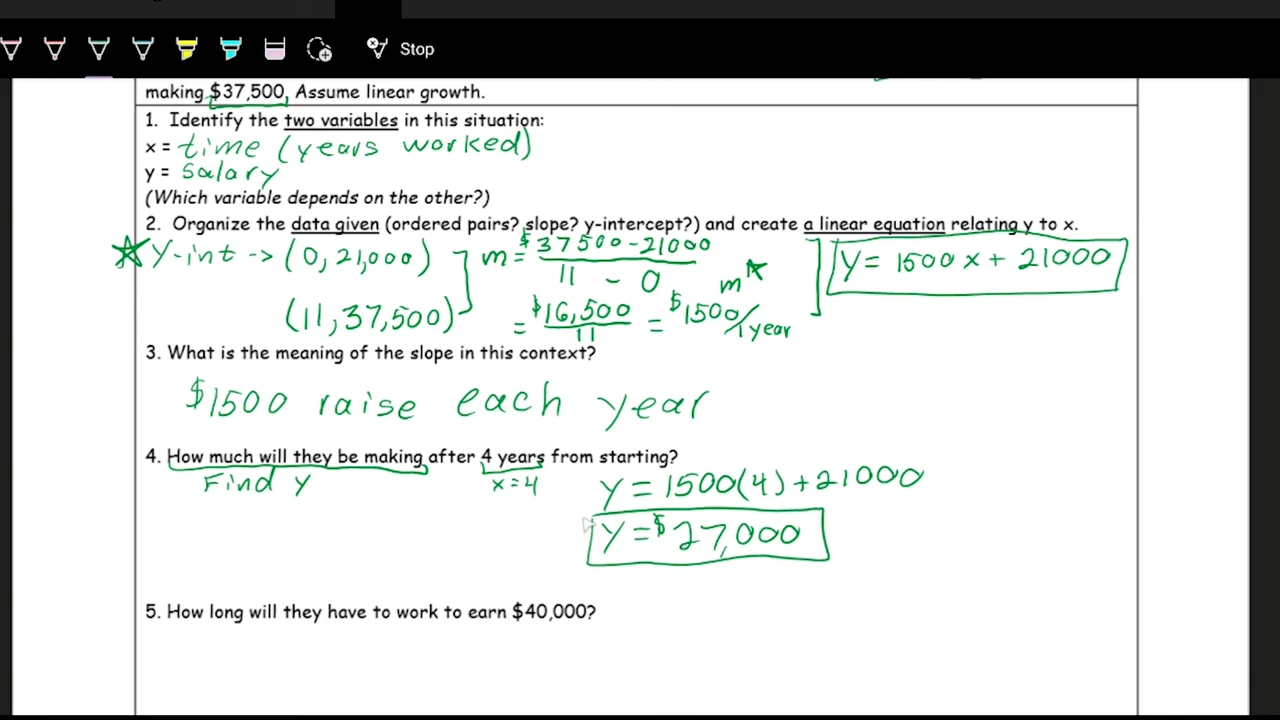 Stop
making $37,500. Assume linear growth.
1. Identify the two variables in this situation:
x = time (years worked)
y = salary
(Which variable depends on the other?)
2. Organize the data given (ordered pairs? slope? y-intercept?) and create a linear equation relating y to x.
Y-int -> (0, 21,000)
(11, 37,500)
m = $37500 - 21000
11 - 0
= $16,500
11
= $1500/1 year
m
y = 1500x + 21000
3. What is the meaning of the slope in this context?
$1500 raise each year
4. How much will they be making after 4 years from starting?
Find y
x = 4
y = 1500(4) + 21000
y = $27,000
5. How long will they have to work to earn $40,000?